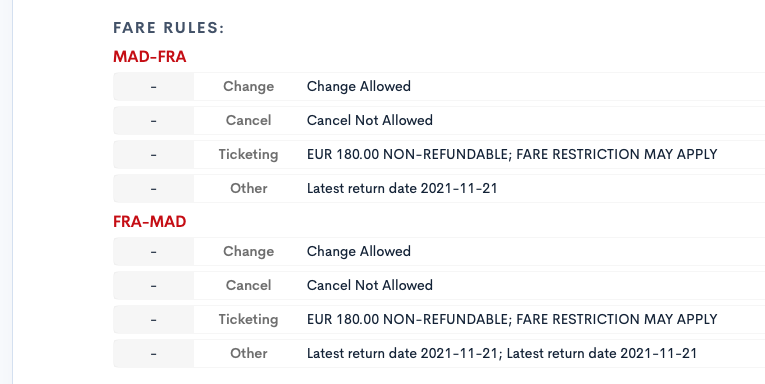 FARE RULES:
MAD-FRA
- Change Change Allowed
- Cancel Cancel Not Allowed
- Ticketing EUR 180.00 NON-REFUNDABLE; FARE RESTRICTION MAY APPLY
- Other Latest return date 2021-11-21
FRA-MAD
- Change Change Allowed
- Cancel Cancel Not Allowed
- Ticketing EUR 180.00 NON-REFUNDABLE; FARE RESTRICTION MAY APPLY
- Other Latest return date 2021-11-21; Latest return date 2021-11-21